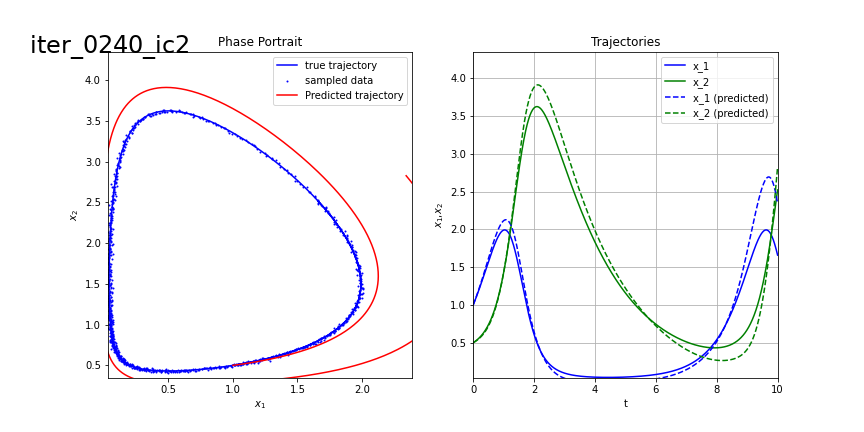 iter_0240_ic2
Phase Portrait
true trajectory
sampled data
Predicted trajectory
4.0
3.5
3.0
2.5
2.0
1.5
1.0
0.5
x₂
0.5
1.0
1.5
2.0
x₁
Trajectories
x_1
x_2
x_1 (predicted)
x_2 (predicted)
4.0
3.5
3.0
2.5
2.0
1.5
1.0
0.5
x₁,x₂
0
2
4
6
8
10
t